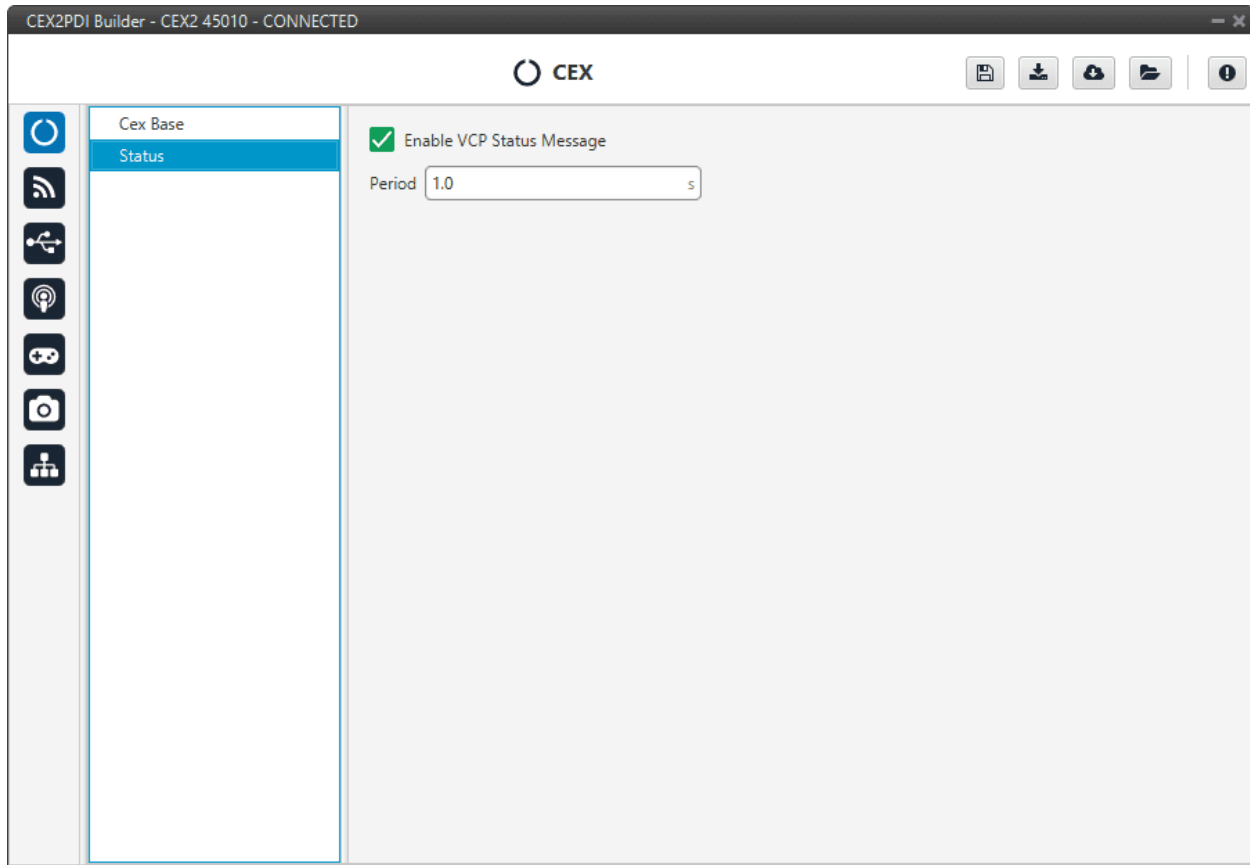 CEX2PDI Builder - CEX2 45010 - CONNECTED
CEX
Cex Base
Status
Enable VCP Status Message
Period 1.0 s